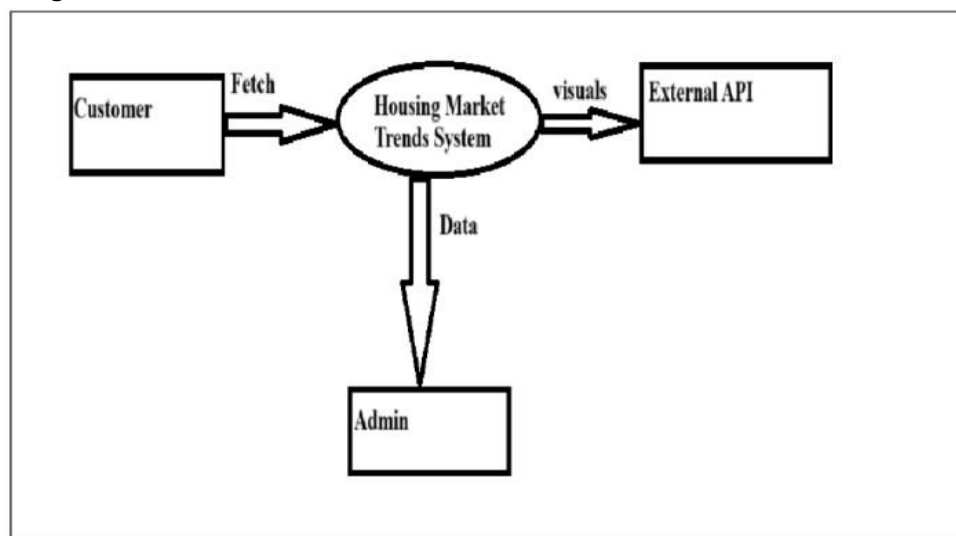 Fetch
Customer
Housing Market
Trends System
visuals
External API
Data
Admin